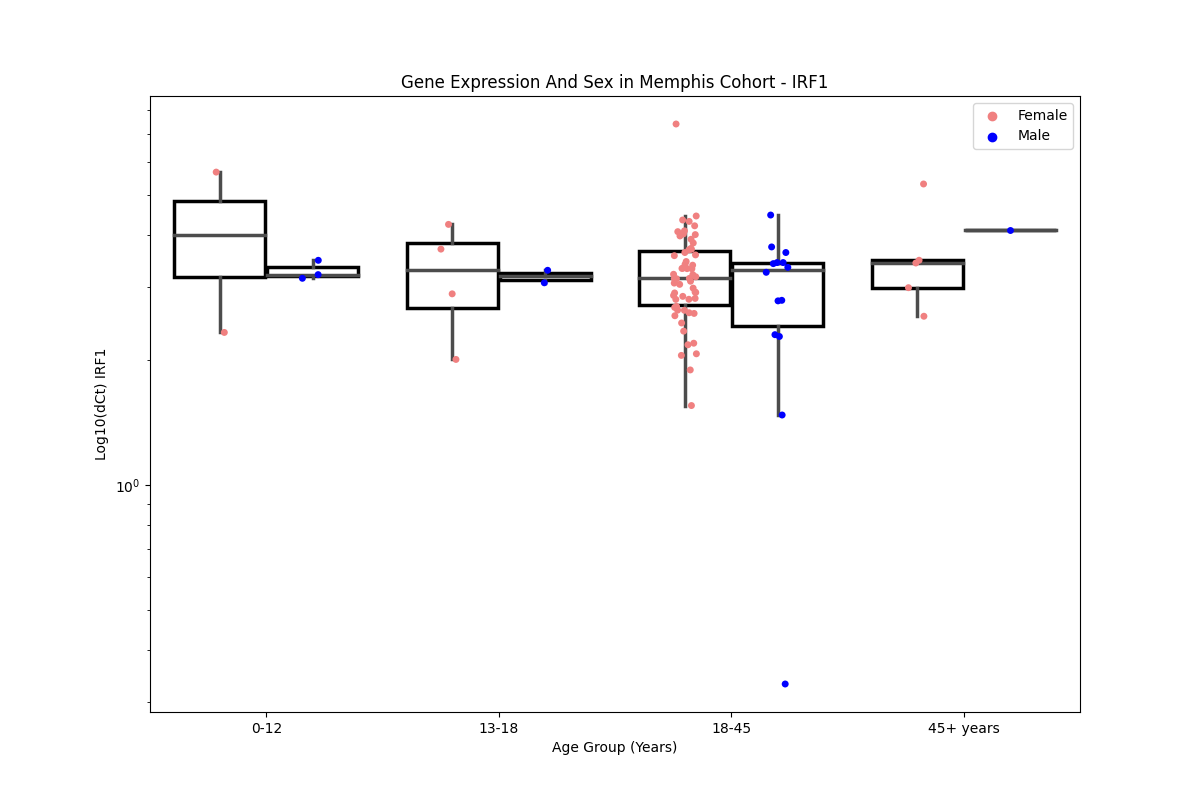 Gene Expression And Sex in Memphis Cohort - IRF1
Female
Male
Log10(dCt) IRF1
10⁰
0-12
13-18
18-45
45+ years
Age Group (Years)